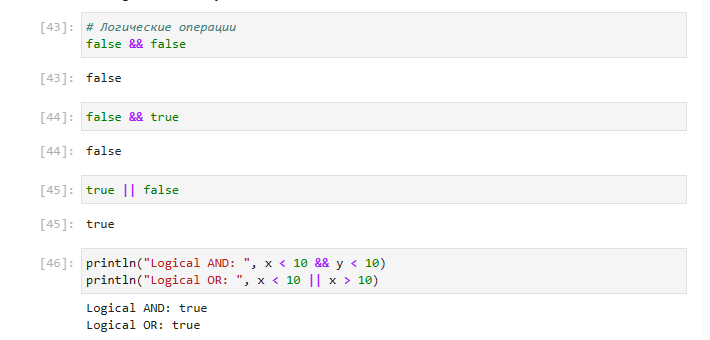 [43]: # Логические операции
false && false
[43]: false
[44]: false && true
[44]: false
[45]: true || false
[45]: true
[46]: println("Logical AND: ", x < 10 && y < 10)
println("Logical OR: ", x < 10 || x > 10)
Logical AND: true
Logical OR: true